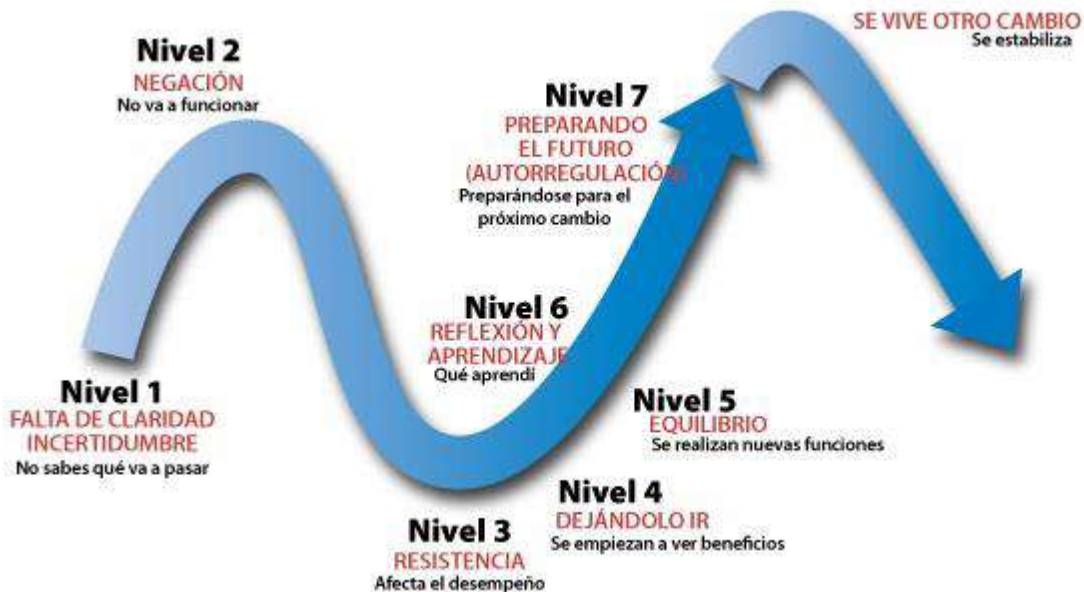 Nivel 1
FALTA DE CLARIDAD
INCERTIDUMBRE
No sabes qué va a pasar
Nivel 2
NEGACIÓN
No va a funcionar
Nivel 3
RESISTENCIA
Afecta el desempeño
Nivel 4
DEJÁNDOLO IR
Se empiezan a ver beneficios
Nivel 5
EQUILIBRIO
Se realizan nuevas funciones
Nivel 6
REFLEXIÓN Y
APRENDIZAJE
Qué aprendí
Nivel 7
PREPARANDO
EL FUTURO
(AUTORREGULACIÓN)
Preparándose para el
próximo cambio
SE VIVE OTRO CAMBIO
Se estabiliza